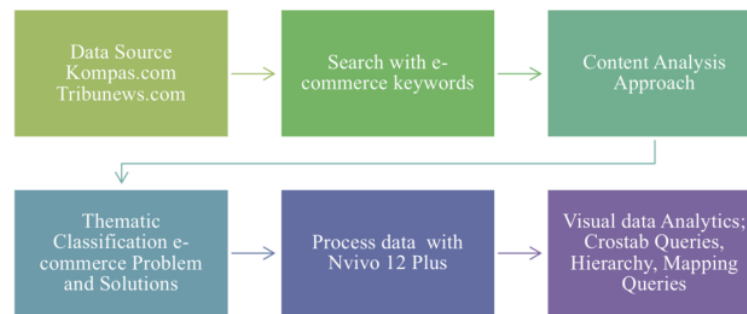 Data Source
Kompas.com
Tribunews.com
Search with e-
commerce keywords
Content Analysis
Approach
Thematic
Classification e-
commerce Problem
and Solutions
Process data with
Nvivo 12 Plus
Visual data Analytics;
Crostab Queries,
Hierarchy, Mapping
Queries